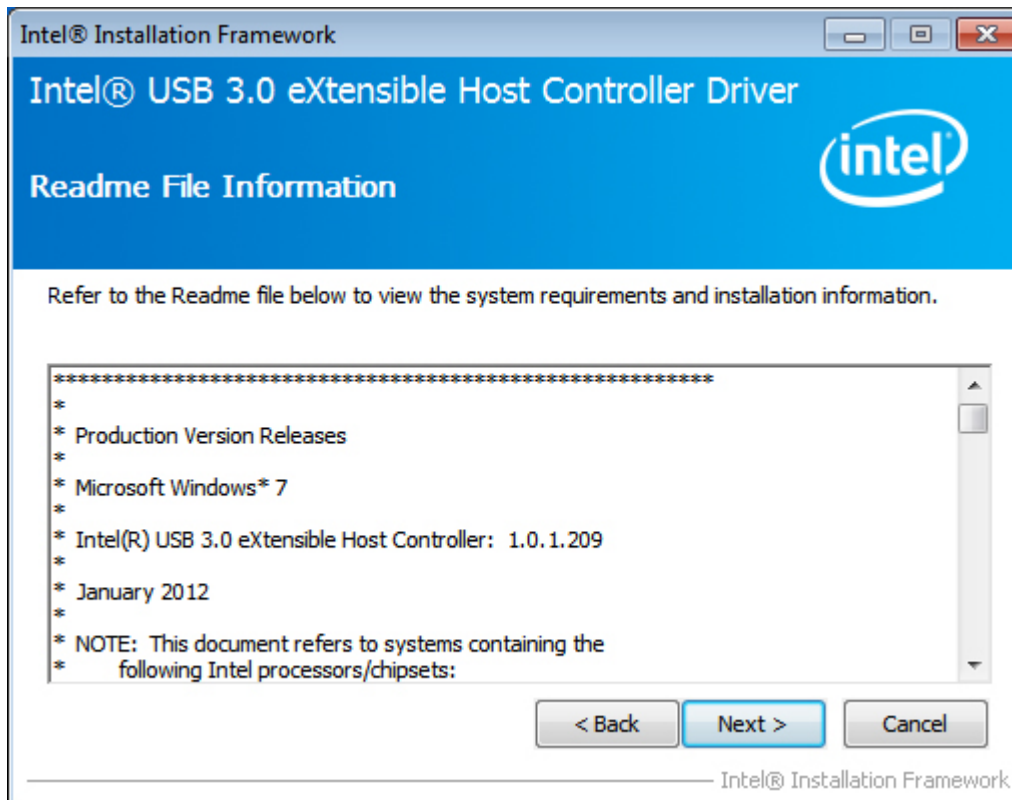 Intel® Installation Framework
Intel® USB 3.0 eXtensible Host Controller Driver
intel
Readme File Information
Refer to the Readme file below to view the system requirements and installation information.
*******************************************************
*
* Production Version Releases
*
* Microsoft Windows* 7
*
* Intel(R) USB 3.0 eXtensible Host Controller:  1.0.1.209
*
* January 2012
*
* NOTE:  This document refers to systems containing the
*        following Intel processors/chipsets:
< Back
Next >
Cancel
Intel® Installation Framework